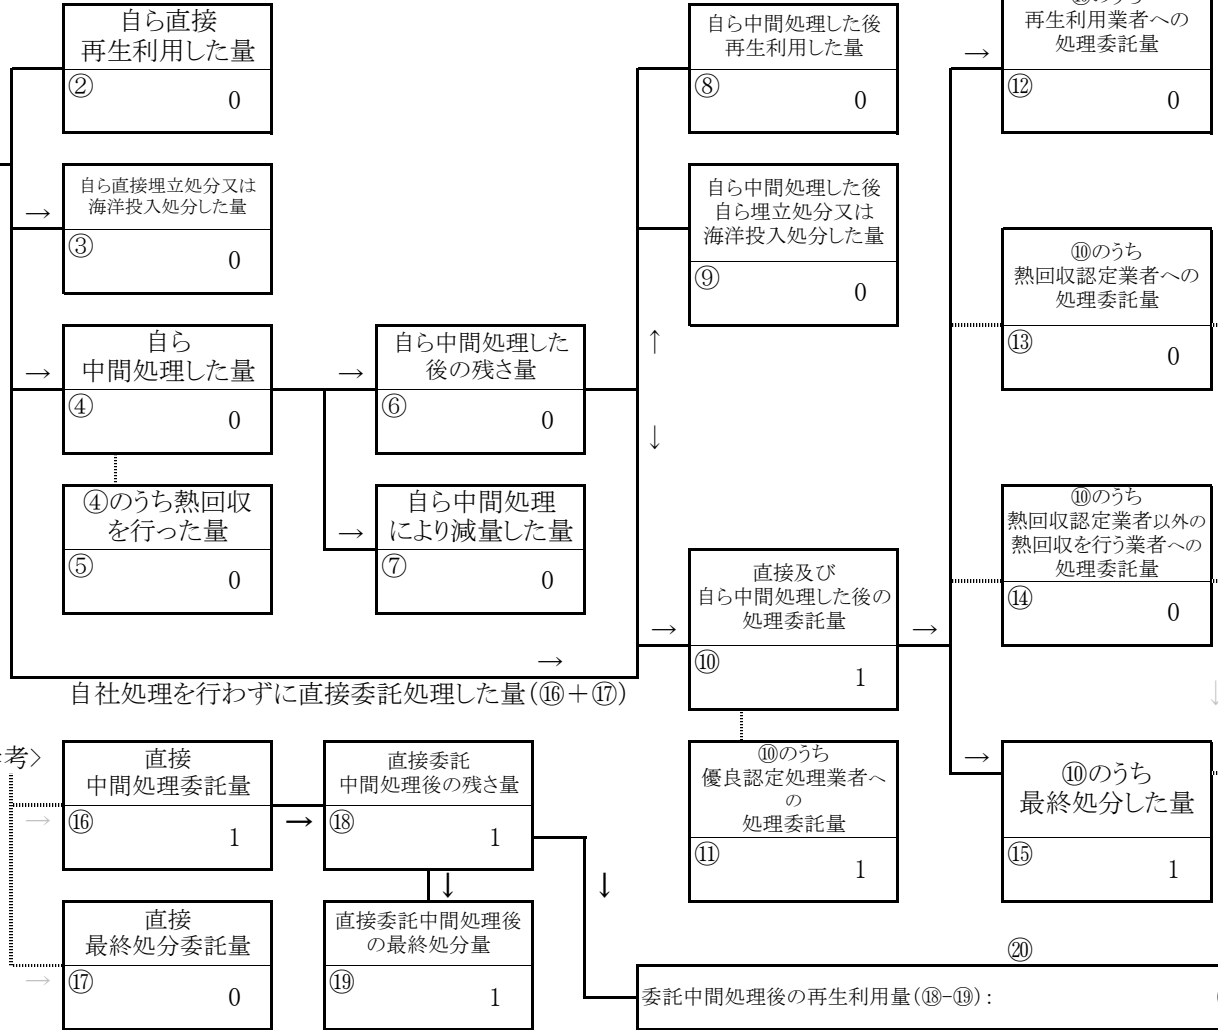 自ら直接
再生利用した量
②
0
自ら直接埋立処分又は
海洋投入処分した量
→
③
0
自ら
中間処理した量
→
④
0
④のうち熱回収
を行った量
⑤
0
自ら中間処理した
後の残さ量
→
⑥
0
自ら中間処理
により減量した量
→
⑦
0
自ら中間処理した後
再生利用した量
⑧
0
自ら中間処理した後
自ら埋立処分又は
海洋投入処分した量
⑨
0
↑
↓
直接及び
自ら中間処理した後の
処理委託量
→
⑩
1
⑩のうち
優良認定処理業者へ
の
処理委託量
⑪
1
→
再生利用業者への
処理委託量
→
⑫
0
⑩のうち
熱回収認定業者への
処理委託量
⑬
0
⑩のうち
熱回収認定業者以外の
熱回収を行う業者への
処理委託量
⑭
0
↓
⑩のうち
最終処分した量
→
⑮
1
→
自社処理を行わずに直接委託処理した量(⑯+⑰)
考>
直接
中間処理委託量
→
⑯
1
直接
最終処分委託量
→
⑰
0
→
直接委託
中間処理後の残さ量
⑱
1
↓
直接委託中間処理後
の最終処分量
⑲
1
↓
⑳
委託中間処理後の再生利用量(⑱-⑲):